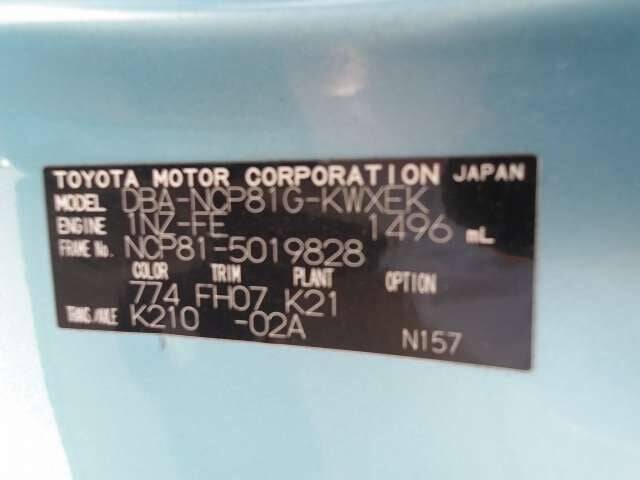 TOYOTA MOTOR CORPORATION JAPAN
MODEL DBA-NCP81G-KWXEK
ENGINE 1NZ-FE 1496 mL
FRAME No. NCP81-5019828
COLOR TRIM PLANT OPTION
774 FH07 K21
TRANS/AXLE K210 -02A
N157